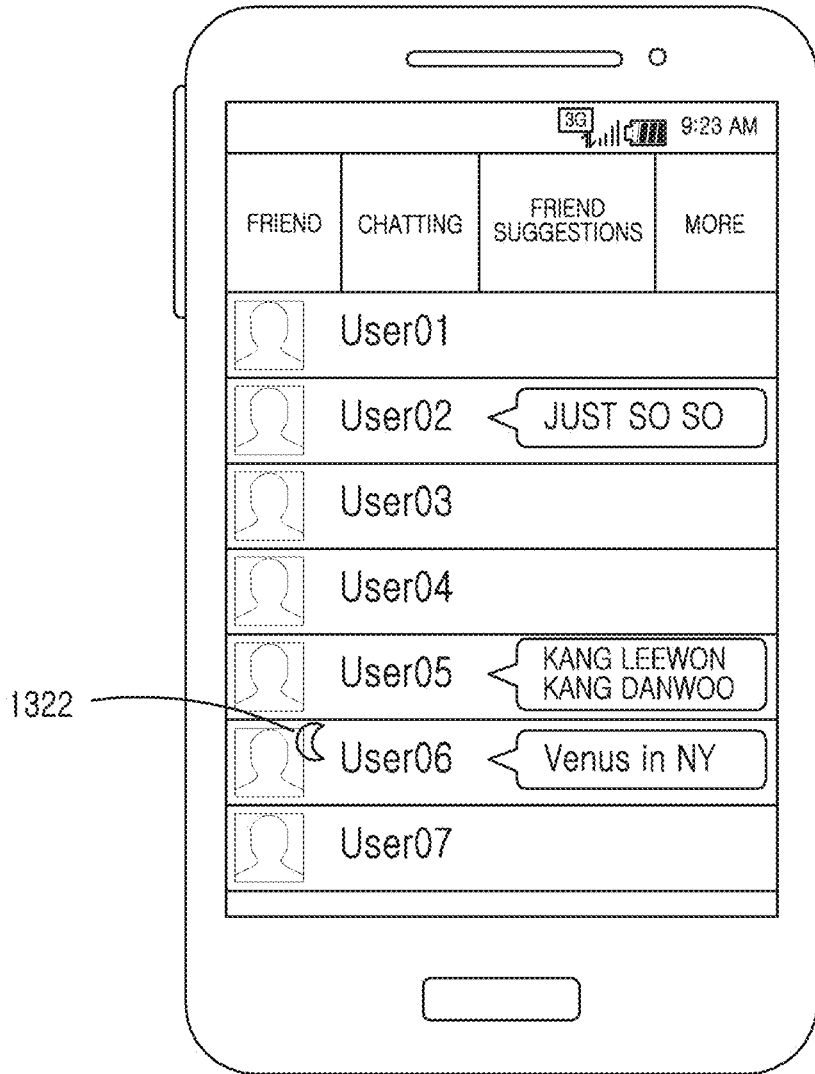 3G 9:23 AM
FRIEND CHATTING FRIEND SUGGESTIONS MORE
User01
User02 JUST SO SO
User03
User04
User05 KANG LEEWON
KANG DANWOO
1322
User06 Venus in NY
User07